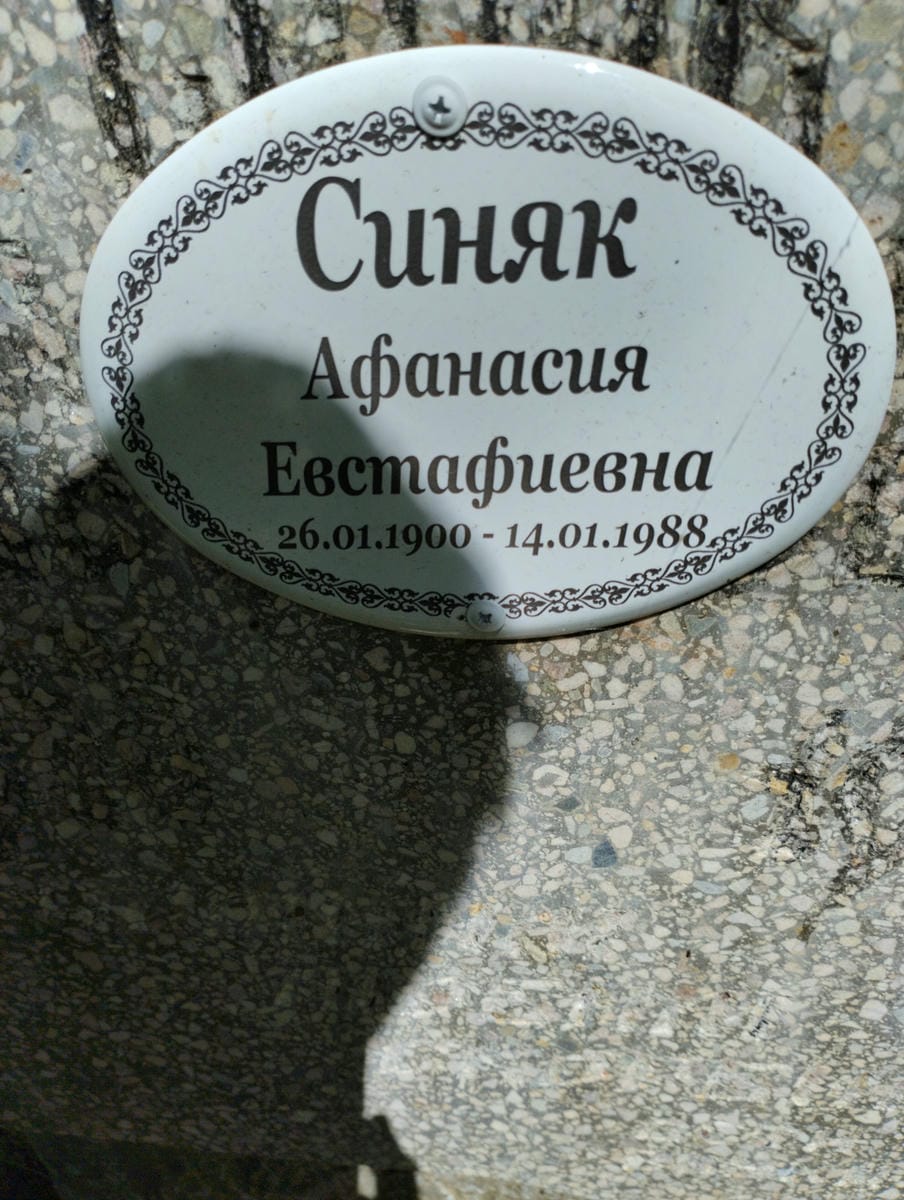 Синяк
Афанасия
Евстафиевна
26.01.1900 - 14.01.1988